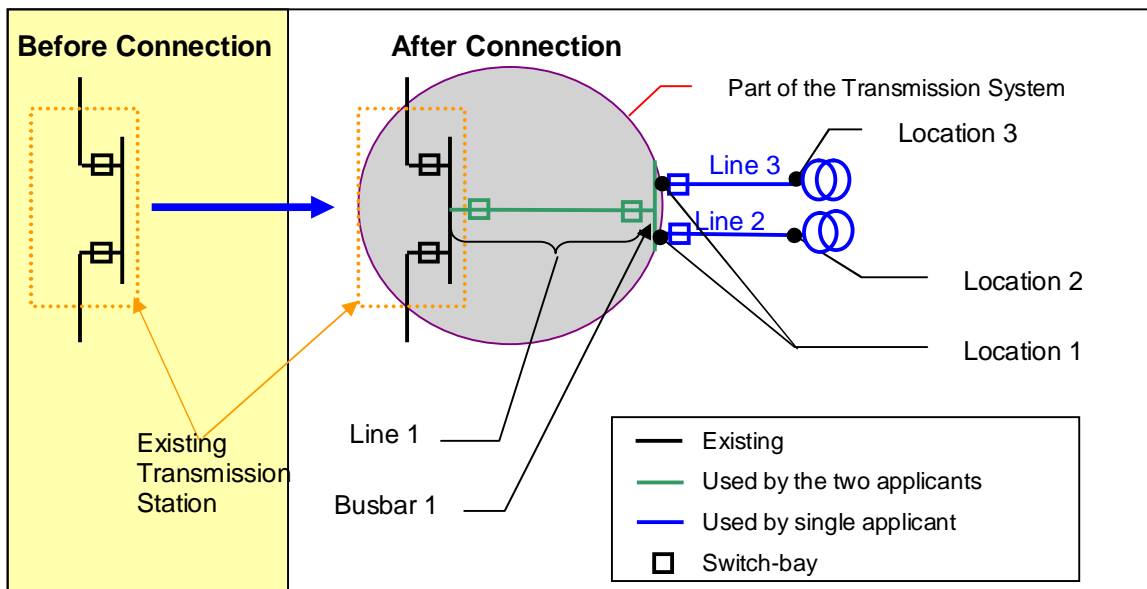 Before Connection
After Connection
Part of the Transmission System
Location 3
Line 3
Line 2
Location 2
Location 1
Line 1
Existing
Transmission
Station
Busbar 1
Existing
Used by the two applicants
Used by single applicant
Switch-bay